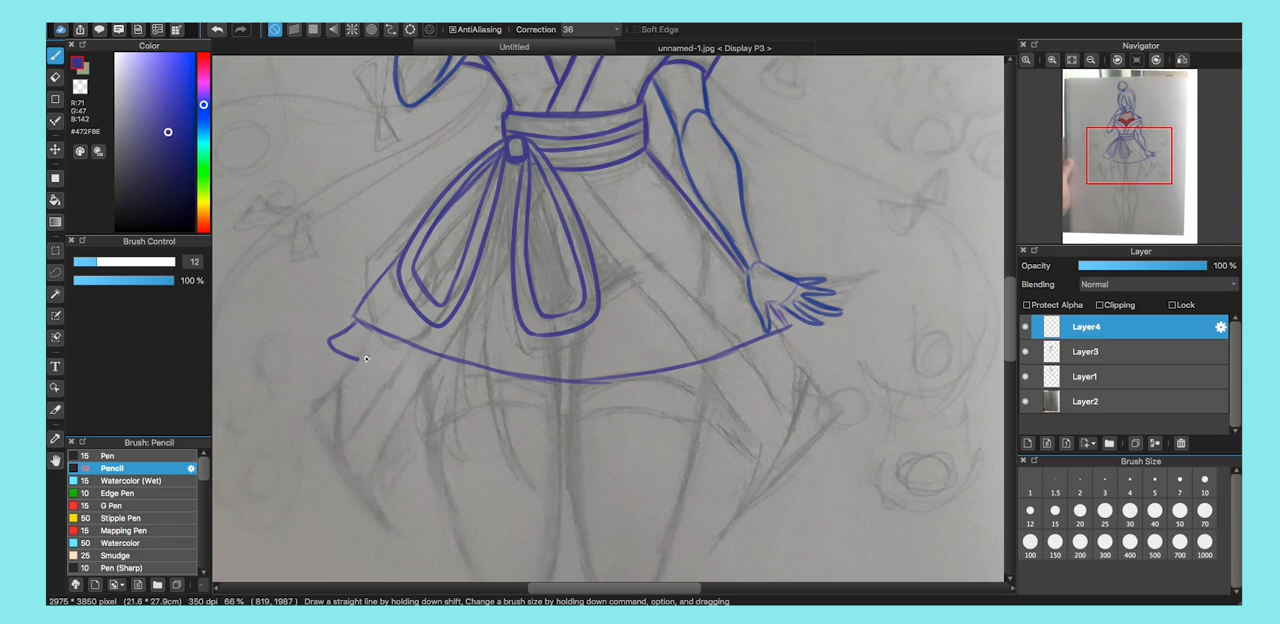 AntiAliasing Correction 36 Soft Edge
Untitled unnamed-1.jpg < Display P3 >
Color
R:71
G:47
B:142
#472F8E
Brush Control
12
100 %
Brush: Pencil
15 Pen
Pencil
15 Watercolor (Wet)
10 Edge Pen
15 G Pen
50 Stipple Pen
15 Mapping Pen
50 Watercolor
25 Smudge
10 Pen (Sharp)
Navigator
Layer
Opacity 100 %
Blending Normal
Protect Alpha Clipping Lock
Layer4
Layer3
Layer1
Layer2
Brush Size
1 1.5 2 3 4 5 7 10
12 15 20 25 30 40 50 70
100 150 200 300 400 500 700 1000
2975 * 3850 pixel (21.6 * 27.9cm) 350 dpi 66 % ( 819, 1987 ) Draw a straight line by holding down shift, Change a brush size by holding down command, option, and dragging